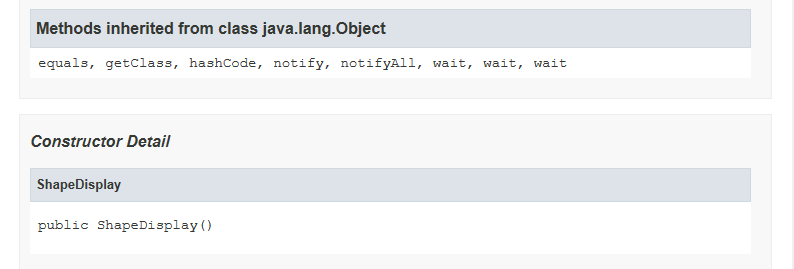 Methods inherited from class java.lang.Object
equals, getClass, hashCode, notify, notifyAll, wait, wait, wait
Constructor Detail
ShapeDisplay
public ShapeDisplay()